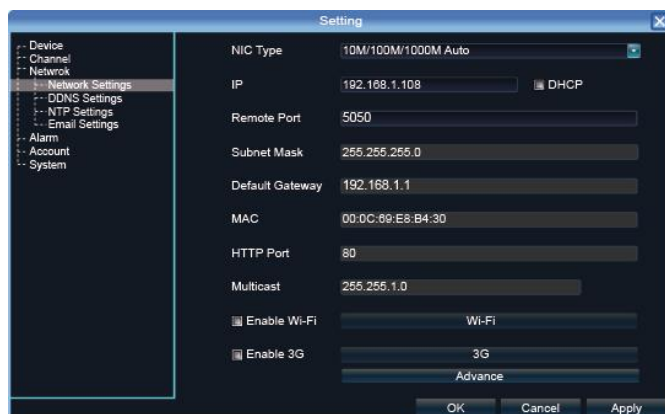 Setting
Device
Channel
Netwrok
Network Settings
DDNS Settings
NTP Settings
Email Settings
Alarm
Account
System
NIC Type 10M/100M/1000M Auto
IP 192.168.1.108 DHCP
Remote Port 5050
Subnet Mask 255.255.255.0
Default Gateway 192.168.1.1
MAC 00:0C:69:E8:B4:30
HTTP Port 80
Multicast 255.255.1.0
Enable Wi-Fi Wi-Fi
Enable 3G 3G
Advance
OK Cancel Apply